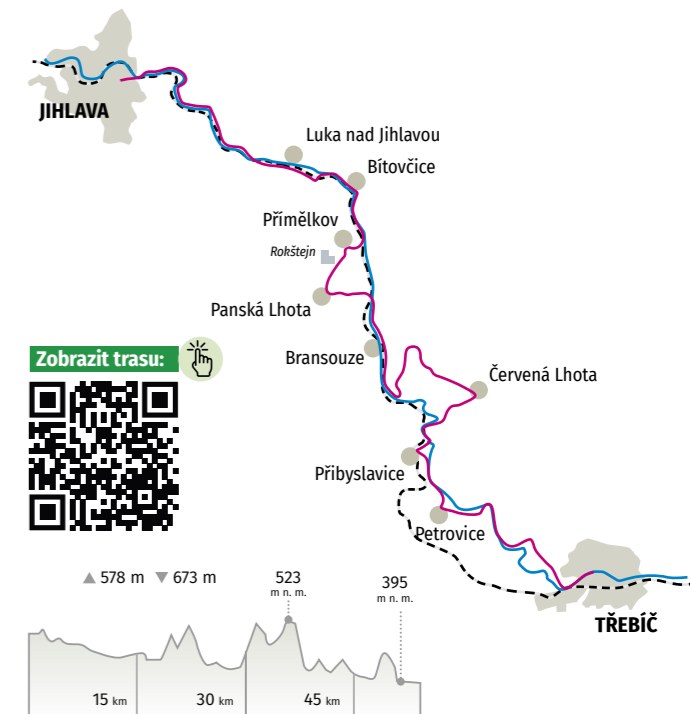 JIHLAVA
Luka nad Jihlavou
Bítovčice
Přímělkov
Rokštejn
Panská Lhota
Bransouze
Zobrazit trasu:
Červená Lhota
Přibyslavice
Petrovice
TŘEBÍČ
▲ 578 m ▼ 673 m
523
m n. m.
395
m n. m.
15 km
30 km
45 km